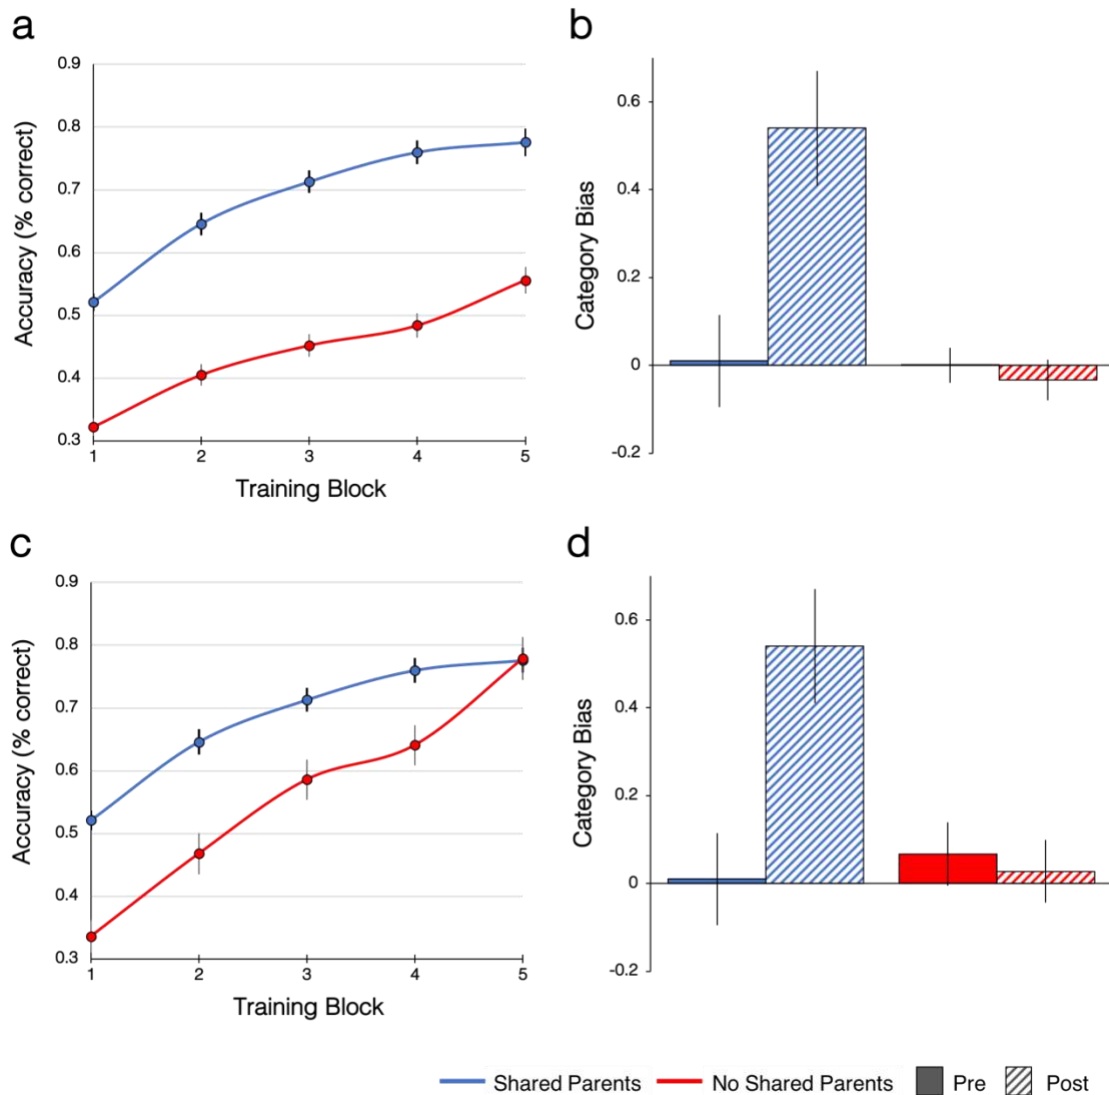 a
0.9
0.8
0.7
0.6
0.5
0.4
0.3
Accuracy (% correct)
1 2 3 4 5
Training Block
b
0.6
0.4
0.2
0
-0.2
Category Bias
c
0.9
0.8
0.7
0.6
0.5
0.4
0.3
Accuracy (% correct)
1 2 3 4 5
Training Block
d
0.6
0.4
0.2
0
-0.2
Category Bias
Shared Parents No Shared Parents Pre Post